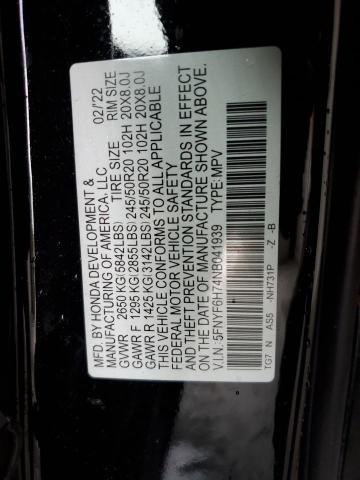 MFD. BY HONDA DEVELOPMENT &
MANUFACTURING OF AMERICA, LLC 02/'22
TIRE SIZE RIM SIZE
GVWR 2650 KG(5842LBS)
GAWR F 1295 KG(2855LBS) 245/50R20 102H 20X8.0J
GAWR R 1425 KG(3142LBS) 245/50R20 102H 20X8.0J
THIS VEHICLE CONFORMS TO ALL APPLICABLE
FEDERAL MOTOR VEHICLE SAFETY
AND THEFT PREVENTION STANDARDS IN EFFECT
ON THE DATE OF MANUFACTURE SHOWN ABOVE.
V.I.N.:5FNYF6H74NB041939 TYPE:MPV
TG7 N AS5 -NH731P -Z -B